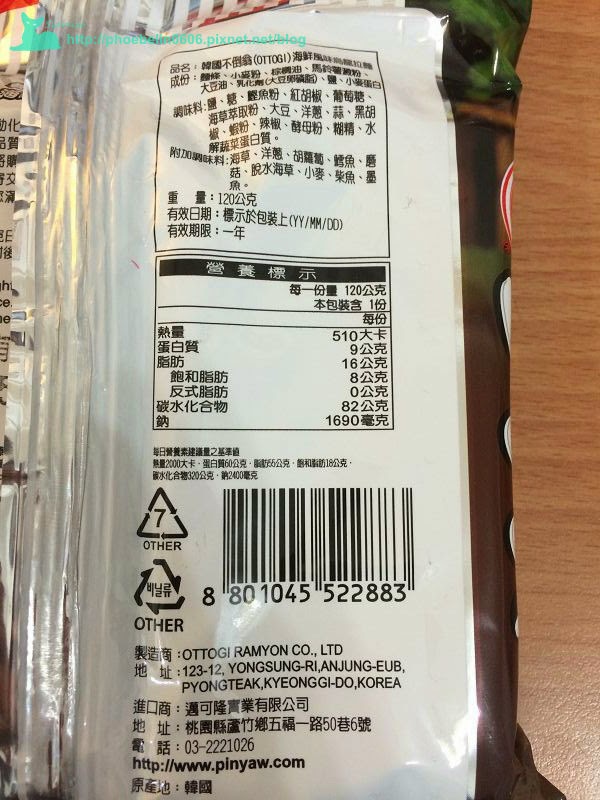 http://phoebelin0606.pixnet.net/blog
品名：韓國不倒翁(OTTOGI)海鮮風味烏龍拉麵
成份：麵條、小麥粉、棕櫚油、馬鈴薯澱粉、
大豆油、乳化劑(大豆卵磷脂)、鹽、小麥蛋白
調味料:鹽、糖、鰹魚粉、紅胡椒、葡萄糖、
海草萃取粉、大豆、洋蔥、蒜、黑胡
椒、蝦粉、辣椒、酵母粉、糊精、水
解蔬菜蛋白質。
附加調味料:海草、洋蔥、胡蘿蔔、鱈魚、蘑
菇、脫水海草、小麥、柴魚、墨
魚。
重 量：120公克
有效日期：標示於包裝上(YY/MM/DD)
有效期限：一年
營養標示
每一份量 120公克
本包裝含 1份
每份
熱量 510大卡
蛋白質 9公克
脂肪 16公克
飽和脂肪 8公克
反式脂肪 0公克
碳水化合物 82公克
鈉 1690毫克
每日營養素建議量之基準值
熱量2000大卡．蛋白質60公克．脂肪55公克．飽和脂肪18公克．
碳水化合物320公克．鈉2400毫克
7
OTHER
비닐류
OTHER
8 801045 522883
製造商：OTTOGI RAMYON CO., LTD
地 址：123-12, YONGSUNG-RI,ANJUNG-EUB,
PYONGTEAK,KYEONGGI-DO,KOREA
進口商：邁可隆實業有限公司
地 址：桃園縣蘆竹鄉五福一路50巷6號
電 話：03-2221026
http://www.pinyaw.com
原產地：韓國